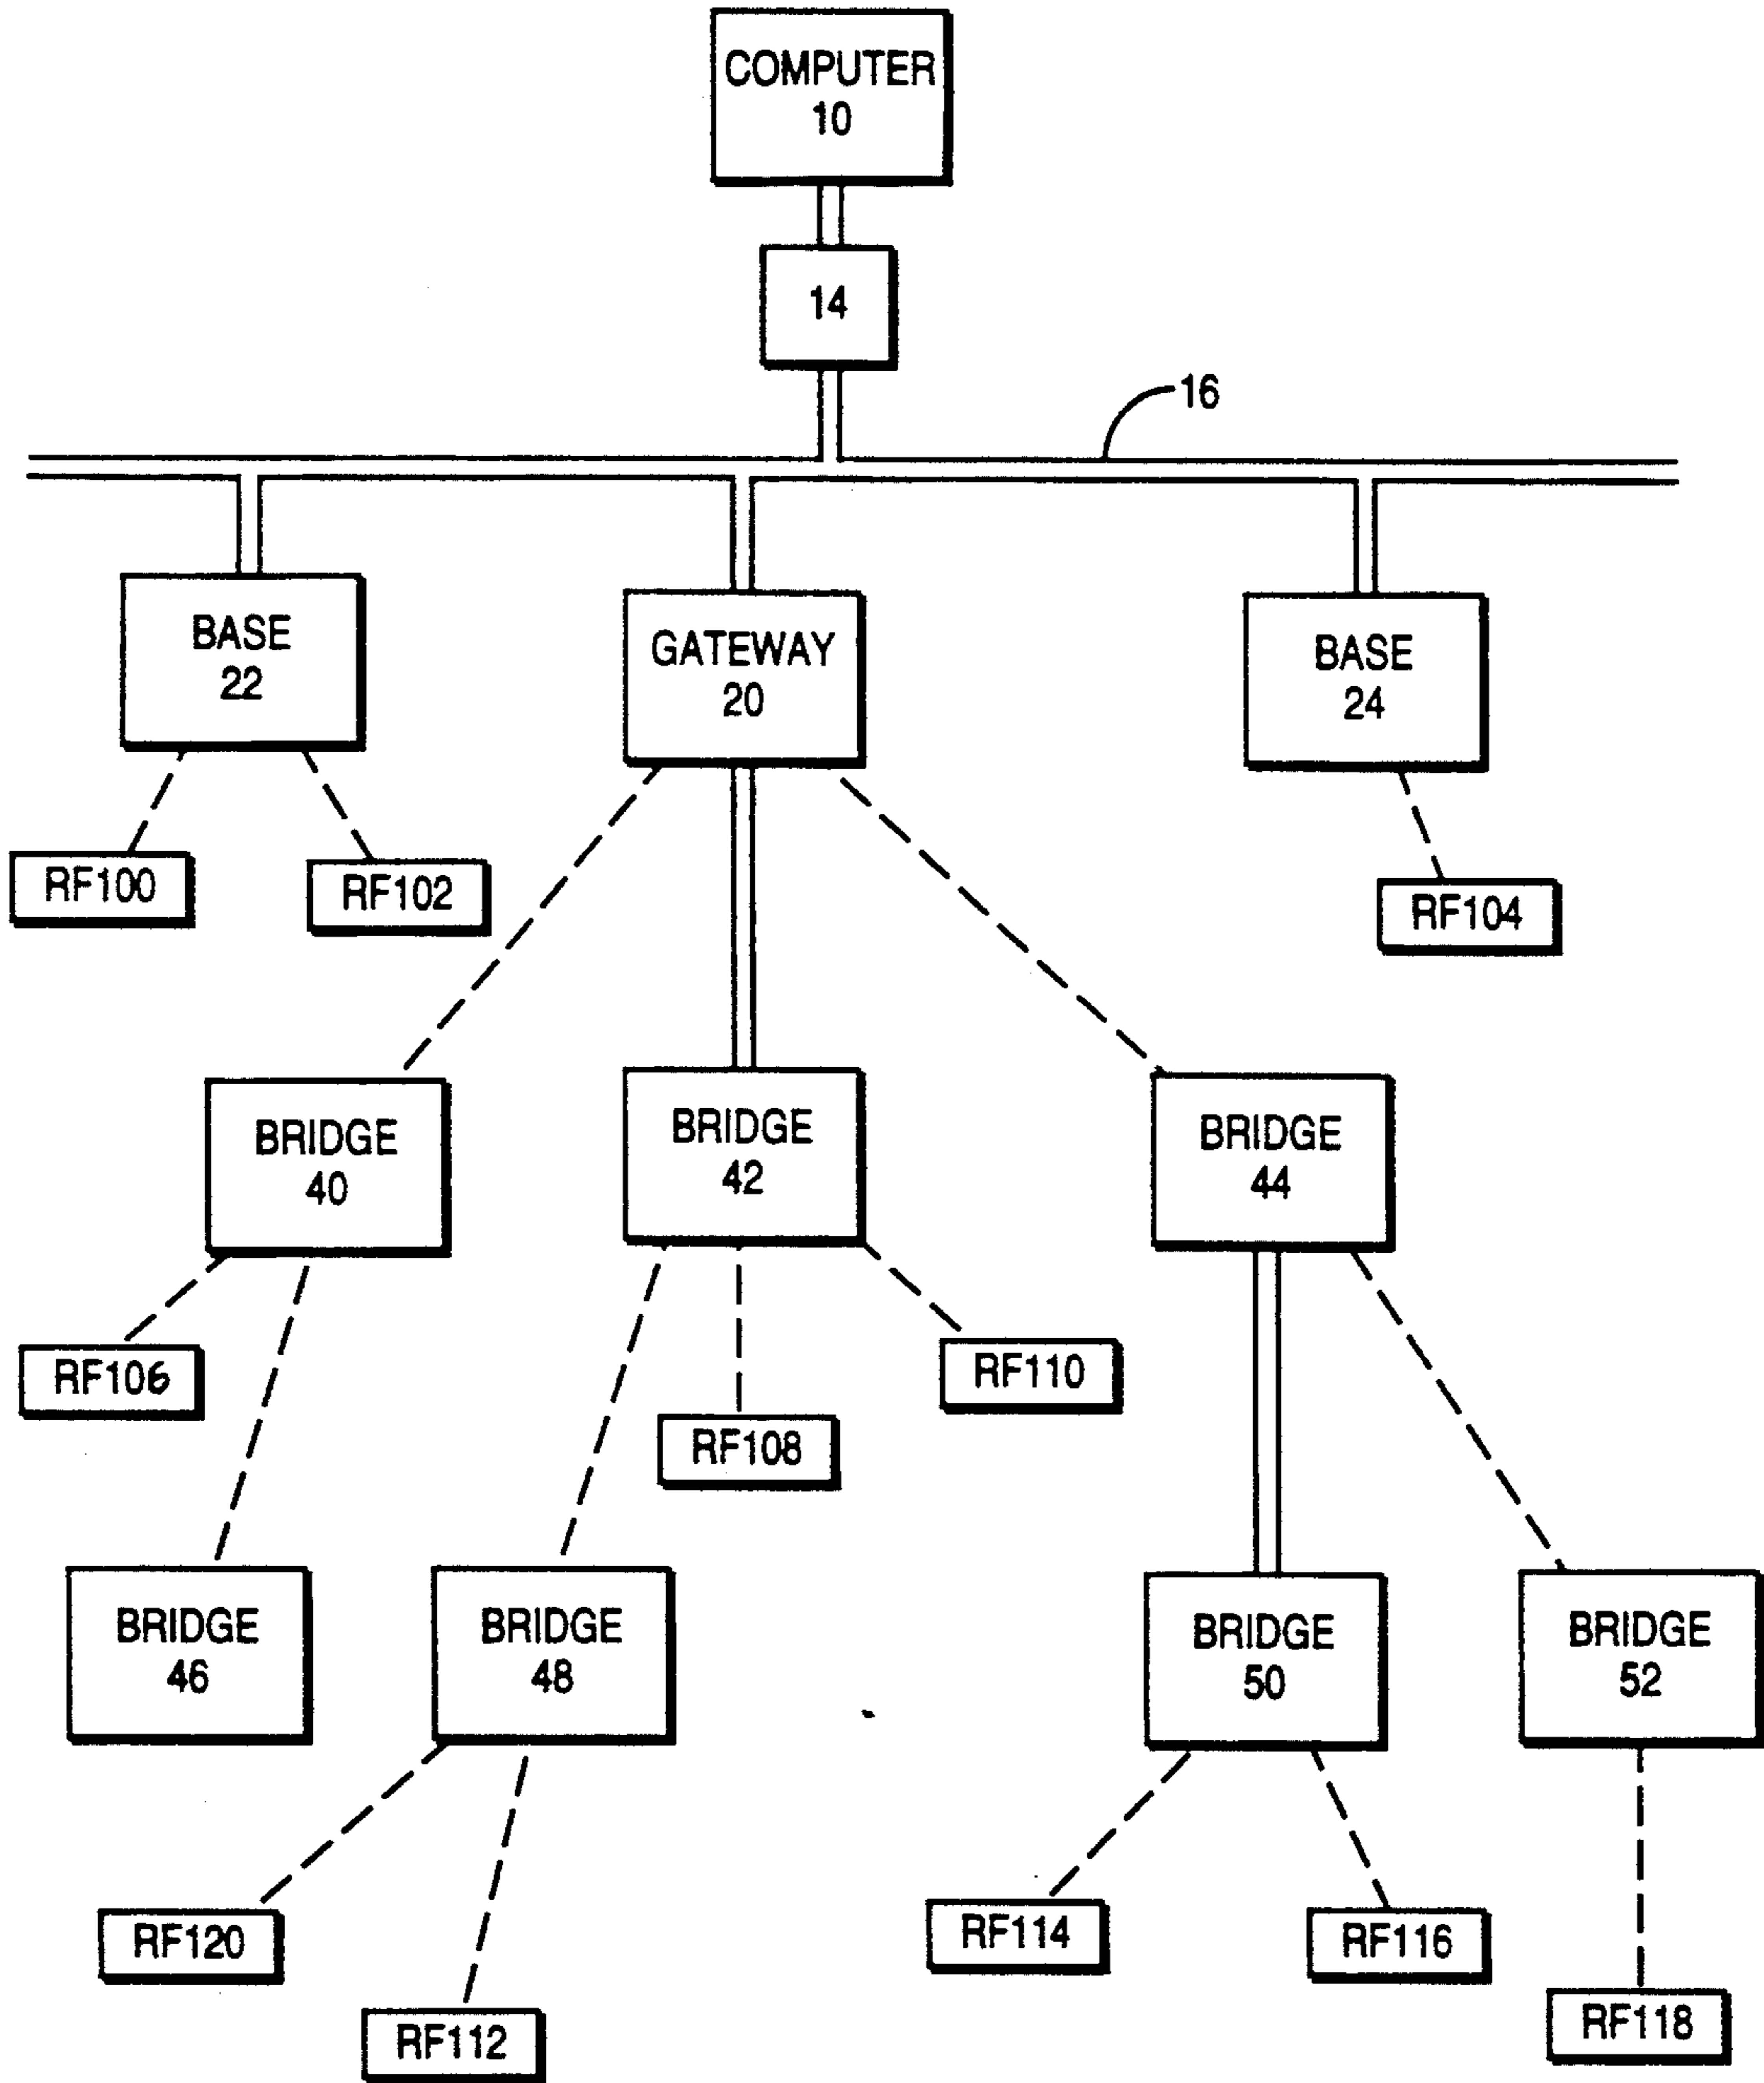 COMPUTER
10
14
16
BASE
22
GATEWAY
20
BASE
24
RF100
RF102
RF104
BRIDGE
40
BRIDGE
42
BRIDGE
44
RF106
RF110
RF108
BRIDGE
46
BRIDGE
48
BRIDGE
50
BRIDGE
52
RF120
RF114
RF116
RF112
RF118